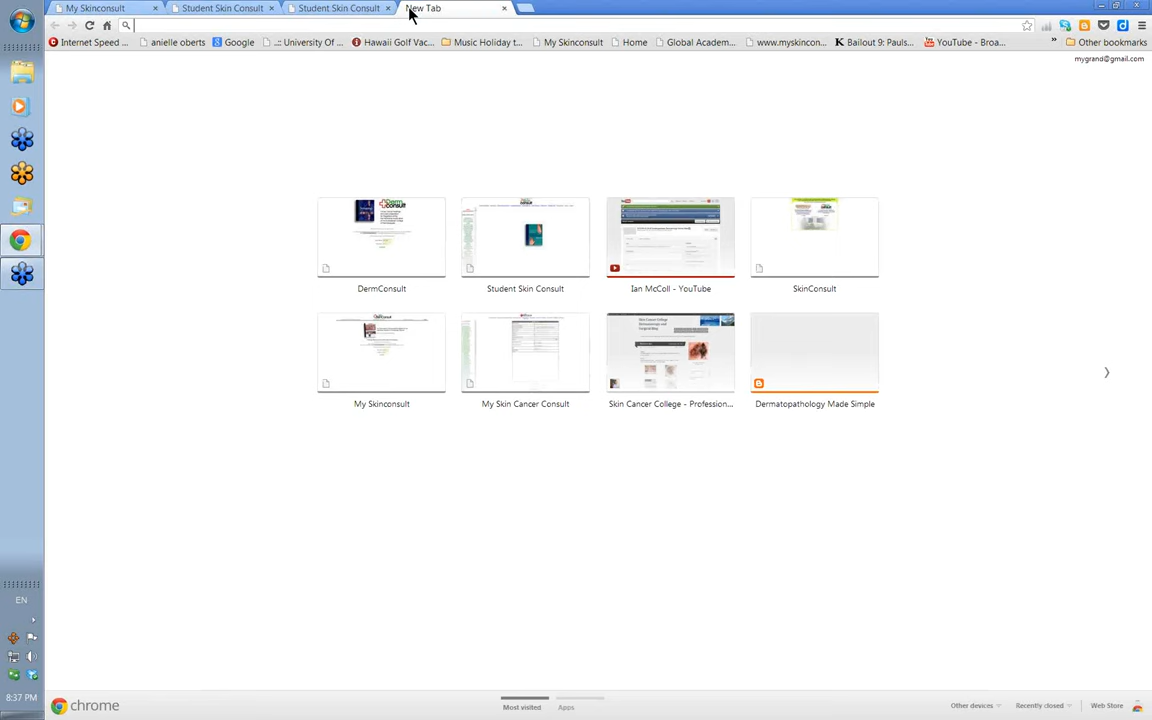 My Skinconsult
Student Skin Consult
Student Skin Consult
New Tab
Internet Speed ...
anielle oberts
Google
..:: University Of ...
Hawaii Golf Vac...
Music Holiday t...
My Skinconsult
Home
Global Academ...
www.myskincon...
Bailout 9: Pauls...
YouTube - Broa...
Other bookmarks
mygrand@gmail.com
DermConsult
Student Skin Consult
Ian McColl - YouTube
SkinConsult
My Skinconsult
My Skin Cancer Consult
Skin Cancer College - Profession...
Dermatopathology Made Simple
EN
8:37 PM
chrome
Most visited
Apps
Other devices
Recently closed
Web Store